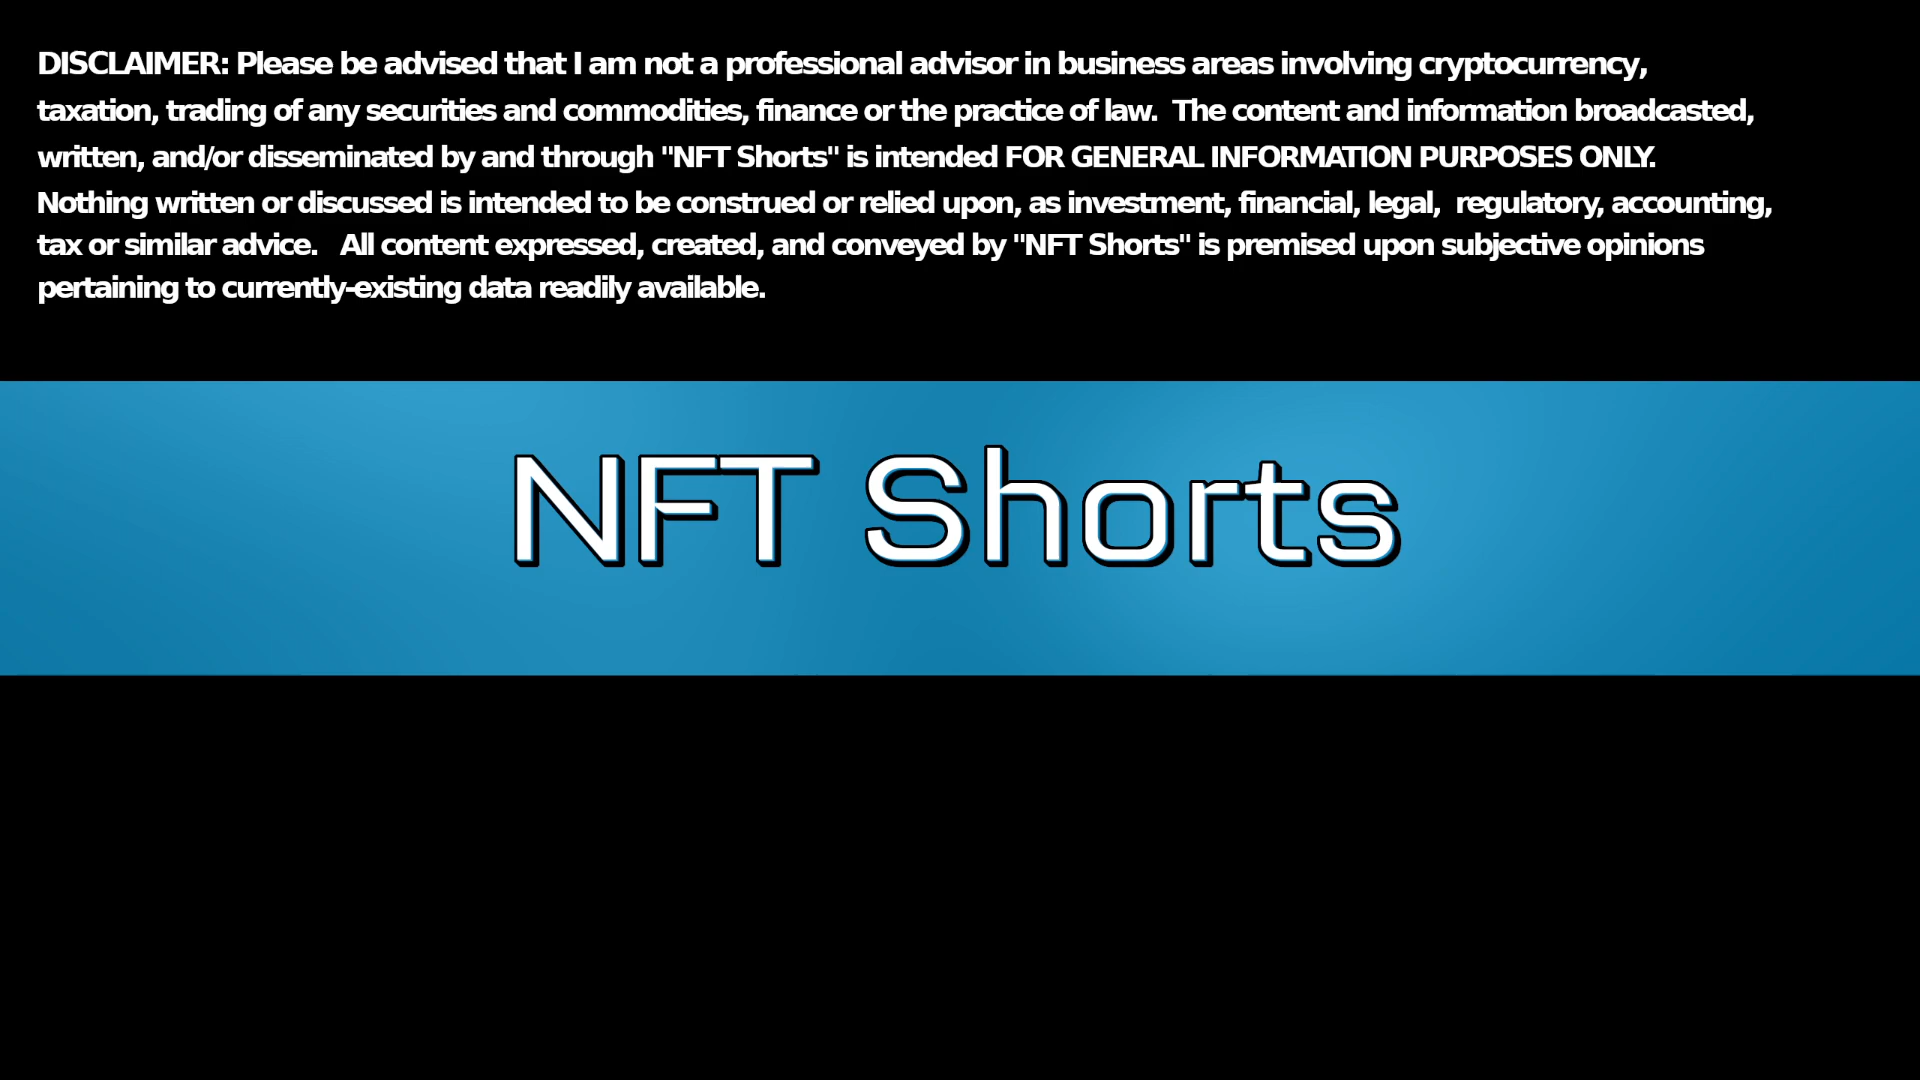 DISCLAIMER: Please be advised that I am not a professional advisor in business areas involving cryptocurrency,
taxation, trading of any securities and commodities, finance or the practice of law.  The content and information broadcasted,
written, and/or disseminated by and through "NFT Shorts" is intended FOR GENERAL INFORMATION PURPOSES ONLY.
Nothing written or discussed is intended to be construed or relied upon, as investment, financial, legal,  regulatory, accounting,
tax or similar advice.   All content expressed, created, and conveyed by "NFT Shorts" is premised upon subjective opinions
pertaining to currently-existing data readily available.
NFT Shorts